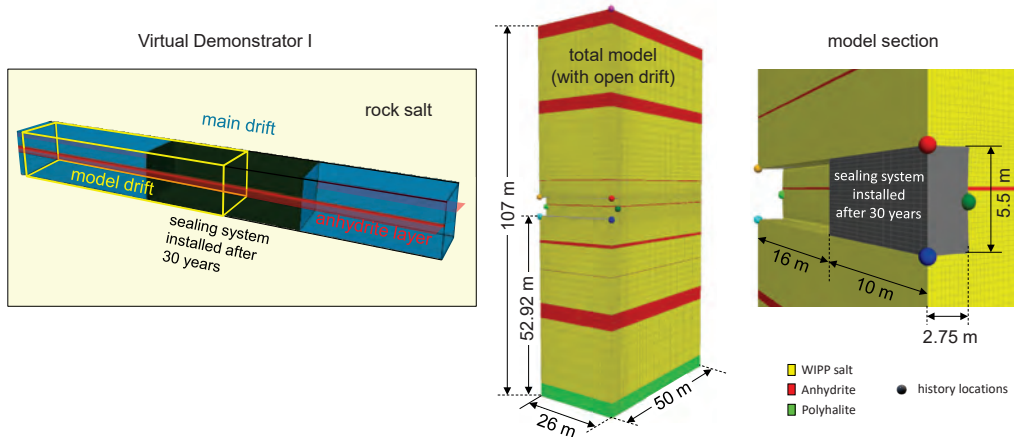 Virtual Demonstrator I
rock salt
main drift
model drift
anhydrite layer
sealing system
installed after
30 years
total model
(with open drift)
107 m
52.92 m
26 m
50 m
model section
sealing system
installed
after 30 years
5.5 m
16 m
10 m
2.75 m
WIPP salt
Anhydrite
Polyhalite
history locations